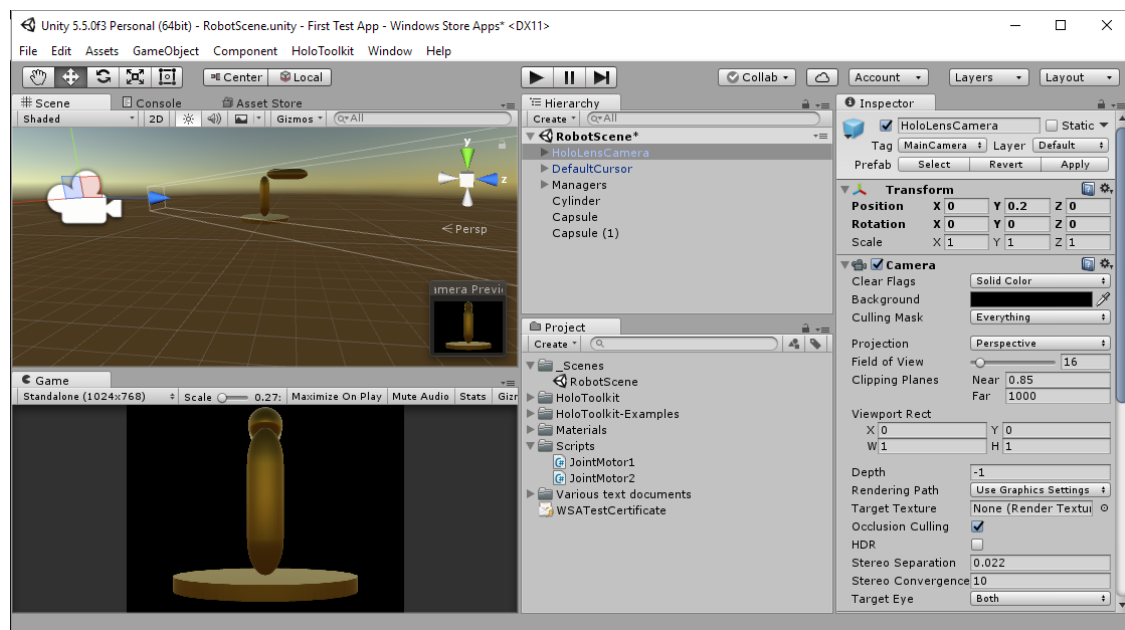 Unity 5.5.0f3 Personal (64bit) - RobotScene.unity - First Test App - Windows Store Apps* <DX11>
File Edit Assets GameObject Component HoloToolkit Window Help
Center Local Collab Account Layers Layout
Scene Console Asset Store
Shaded 2D Gizmos All
y
z
Persp
amera Previ
Game
Standalone (1024x768) Scale 0.27: Maximize On Play Mute Audio Stats Giz
Hierarchy
Create All
RobotScene*
HoloLensCamera
DefaultCursor
Managers
Cylinder
Capsule
Capsule (1)
Project
Create
_Scenes
RobotScene
HoloToolkit
HoloToolkit-Examples
Materials
Scripts
JointMotor1
JointMotor2
Various text documents
WSATestCertificate
Inspector
HoloLensCamera Static
Tag MainCamera Layer Default
Prefab Select Revert Apply
Transform
Position X 0 Y 0.2 Z 0
Rotation X 0 Y 0 Z 0
Scale X 1 Y 1 Z 1
Camera
Clear Flags Solid Color
Background
Culling Mask Everything
Projection Perspective
Field of View 16
Clipping Planes Near 0.85
Far 1000
Viewport Rect
X 0 Y 0
W 1 H 1
Depth -1
Rendering Path Use Graphics Settings
Target Texture None (Render Textu
Occlusion Culling
HDR
Stereo Separation 0.022
Stereo Convergence 10
Target Eye Both